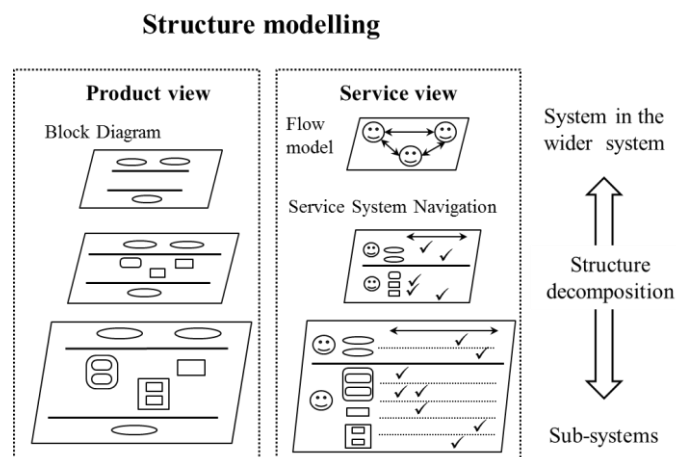 Structure modelling
Product view
Block Diagram
Service view
Flow
model
Service System Navigation
System in the
wider system
Structure
decomposition
Sub-systems